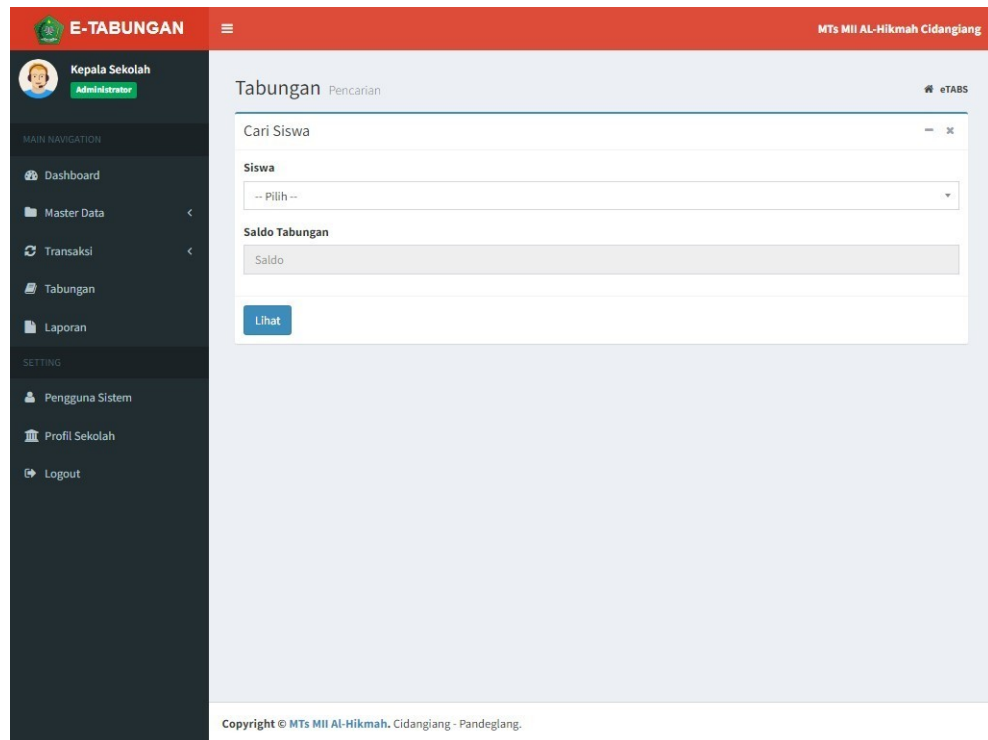 E-TABUNGAN
MTs MII AL-Hikmah Cidangiang
Kepala Sekolah
Administrator
MAIN NAVIGATION
Dashboard
Master Data
Transaksi
Tabungan
Laporan
SETTING
Pengguna Sistem
Profil Sekolah
Logout
Tabungan Pencarian
eTABS
Cari Siswa
Siswa
-- Pilih --
Saldo Tabungan
Saldo
Lihat
Copyright © MTs MII Al-Hikmah. Cidangiang - Pandeglang.